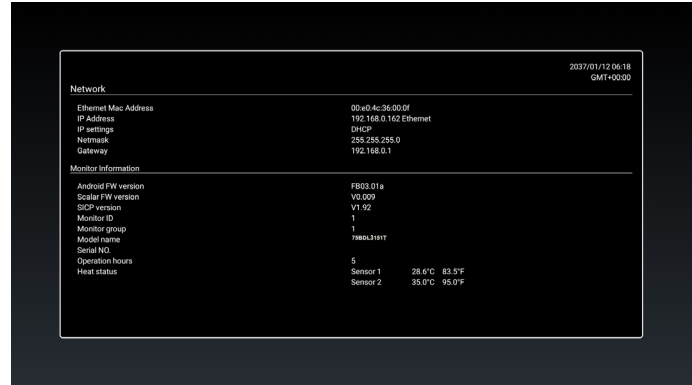 2037/01/12 06:18
GMT+00:00
Network
Ethernet Mac Address 00:e0:4c:36:00:0f
IP Address 192.168.0.162 Ethernet
IP settings DHCP
Netmask 255.255.255.0
Gateway 192.168.0.1
Monitor Information
Android FW version FB03.01a
Scalar FW version V0.009
SICP version V1.92
Monitor ID 1
Monitor group 1
Model name 75BDL3151T
Serial NO.
Operation hours 5
Heat status Sensor 1 28.6°C 83.5°F
Sensor 2 35.0°C 95.0°F